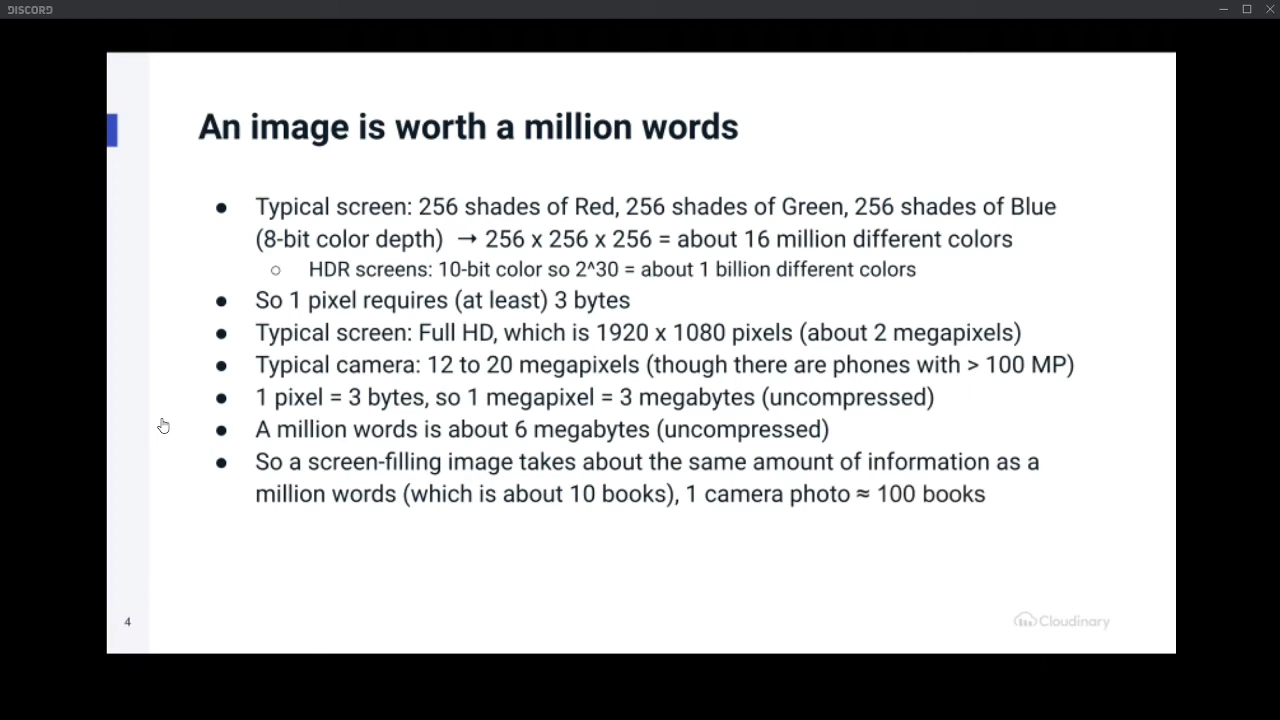 DISCORD
An image is worth a million words
● Typical screen: 256 shades of Red, 256 shades of Green, 256 shades of Blue
(8-bit color depth) → 256 x 256 x 256 = about 16 million different colors
○ HDR screens: 10-bit color so 2^30 = about 1 billion different colors
● So 1 pixel requires (at least) 3 bytes
● Typical screen: Full HD, which is 1920 x 1080 pixels (about 2 megapixels)
● Typical camera: 12 to 20 megapixels (though there are phones with > 100 MP)
● 1 pixel = 3 bytes, so 1 megapixel = 3 megabytes (uncompressed)
● A million words is about 6 megabytes (uncompressed)
● So a screen-filling image takes about the same amount of information as a
million words (which is about 10 books), 1 camera photo ≈ 100 books
4
Cloudinary